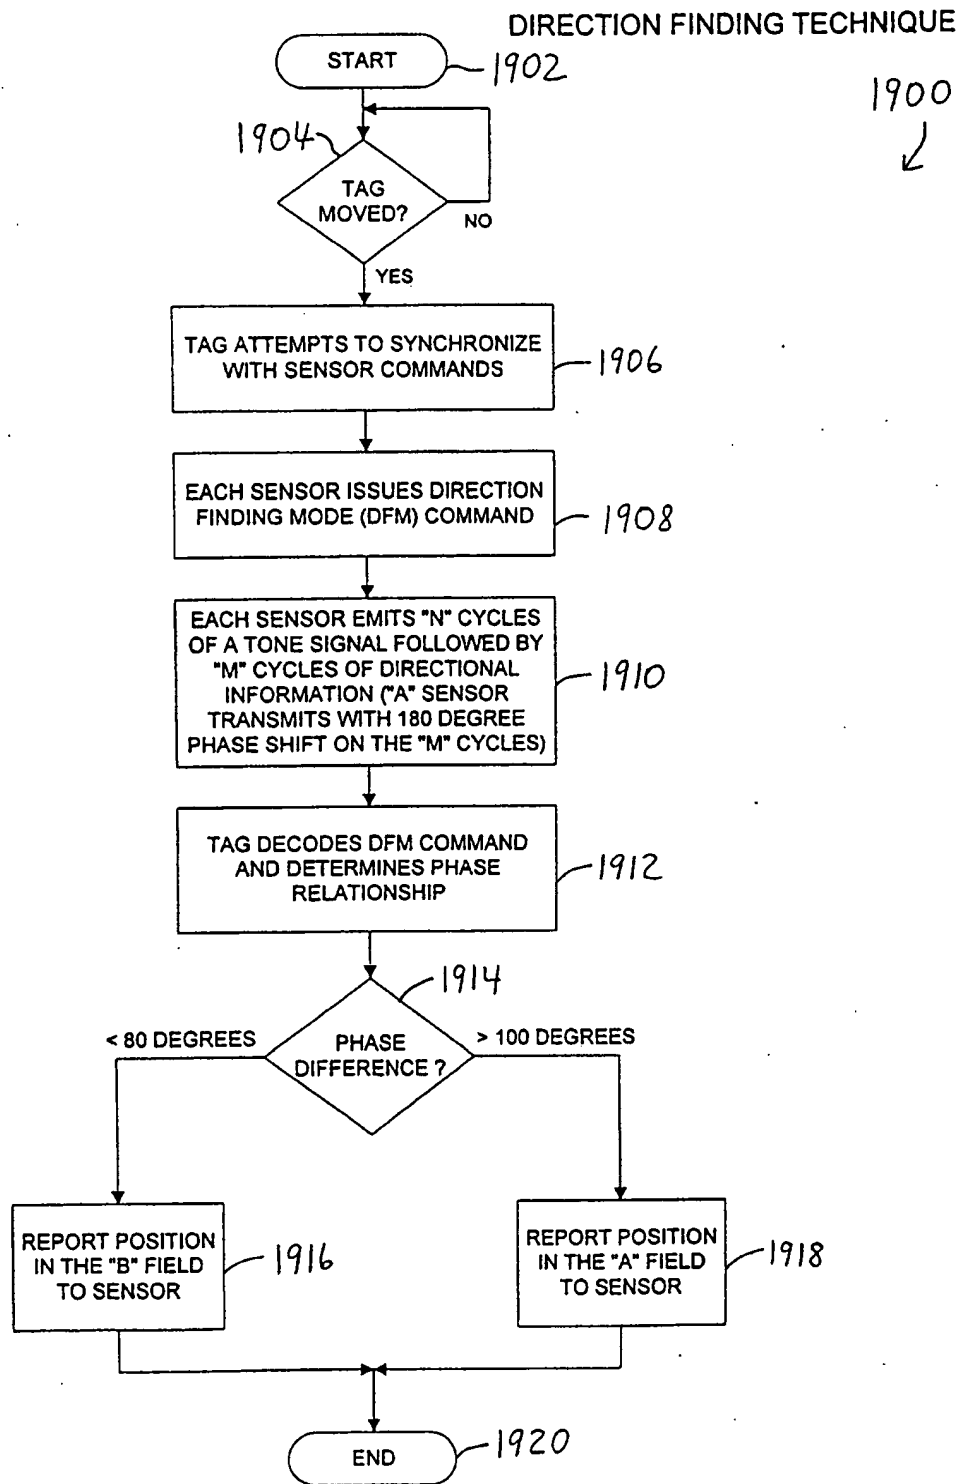 DIRECTION FINDING TECHNIQUE
1900
START
1902
1904
TAG
MOVED?
NO
YES
TAG ATTEMPTS TO SYNCHRONIZE
WITH SENSOR COMMANDS
1906
EACH SENSOR ISSUES DIRECTION
FINDING MODE (DFM) COMMAND
1908
EACH SENSOR EMITS "N" CYCLES
OF A TONE SIGNAL FOLLOWED BY
"M" CYCLES OF DIRECTIONAL
INFORMATION ("A" SENSOR
TRANSMITS WITH 180 DEGREE
PHASE SHIFT ON THE "M" CYCLES)
1910
TAG DECODES DFM COMMAND
AND DETERMINES PHASE
RELATIONSHIP
1912
1914
< 80 DEGREES
PHASE
DIFFERENCE ?
> 100 DEGREES
REPORT POSITION
IN THE "B" FIELD
TO SENSOR
1916
REPORT POSITION
IN THE "A" FIELD
TO SENSOR
1918
END
1920